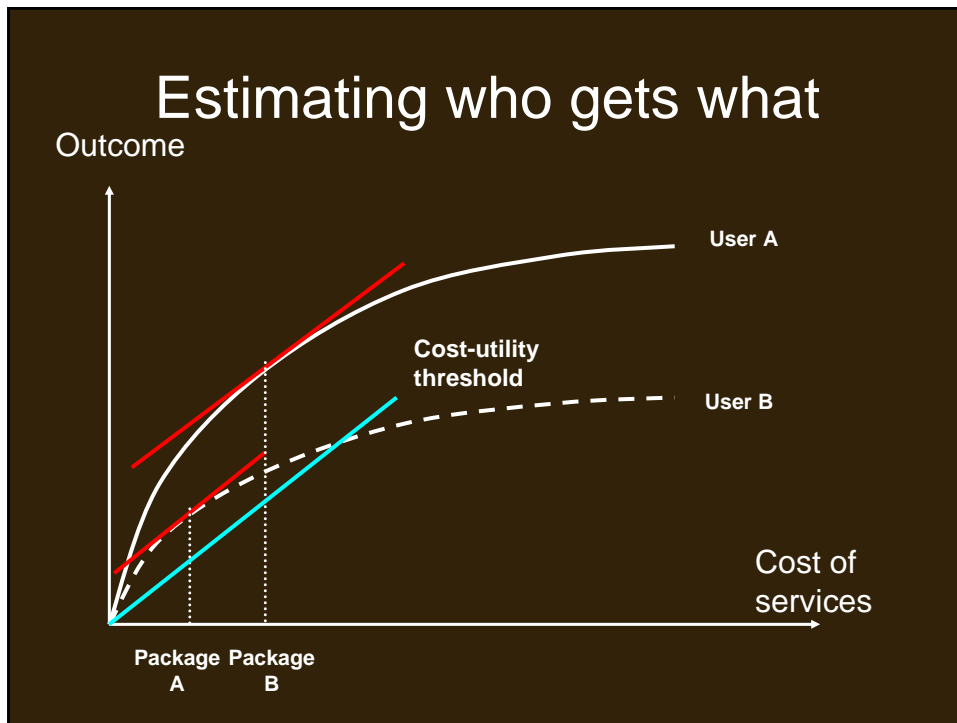 Estimating who gets what
Outcome
User A
Cost-utility
threshold
User B
Cost of
services
Package Package
A B